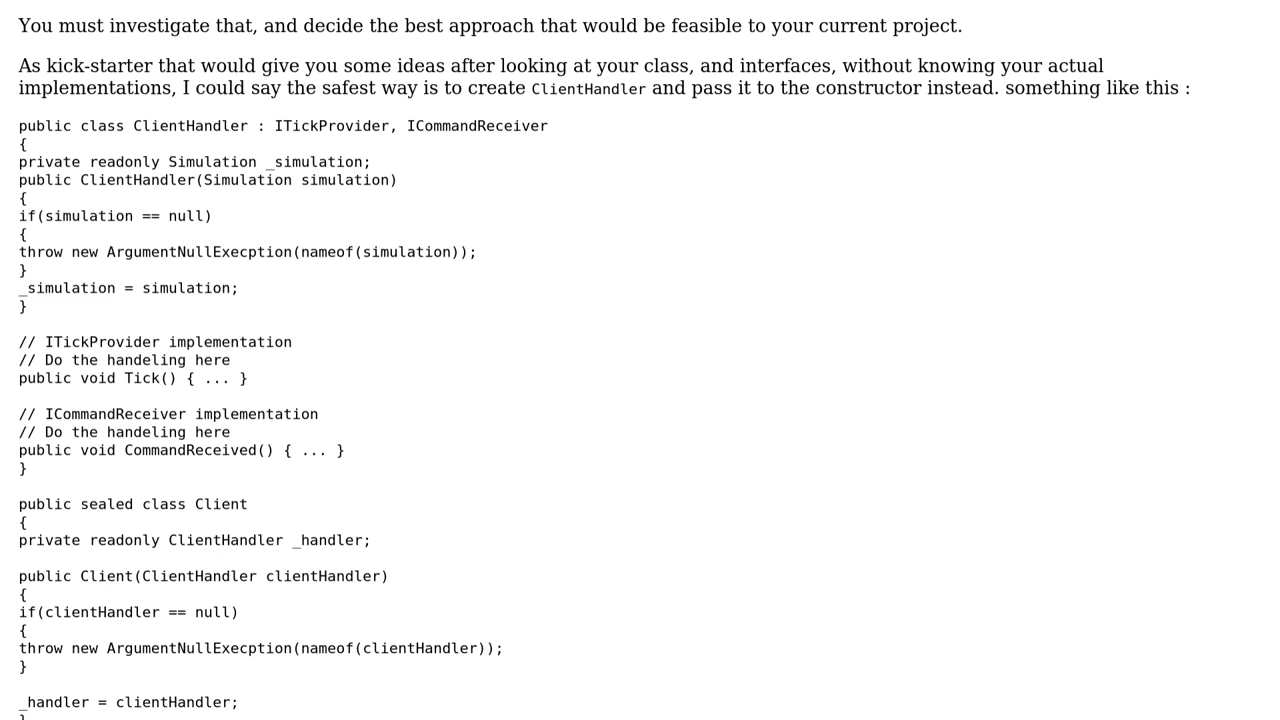 You must investigate that, and decide the best approach that would be feasible to your current project.
As kick-starter that would give you some ideas after looking at your class, and interfaces, without knowing your actual
implementations, I could say the safest way is to create ClientHandler and pass it to the constructor instead. something like this :
public class ClientHandler : ITickProvider, ICommandReceiver
{
private readonly Simulation _simulation;
public ClientHandler(Simulation simulation)
{
if(simulation == null)
{
throw new ArgumentNullExecption(nameof(simulation));
}
_simulation = simulation;
}
// ITickProvider implementation
// Do the handeling here
public void Tick() { ... }
// ICommandReceiver implementation
// Do the handeling here
public void CommandReceived() { ... }
}
public sealed class Client
{
private readonly ClientHandler _handler;
public Client(ClientHandler clientHandler)
{
if(clientHandler == null)
{
throw new ArgumentNullExecption(nameof(clientHandler));
}
_handler = clientHandler;
}